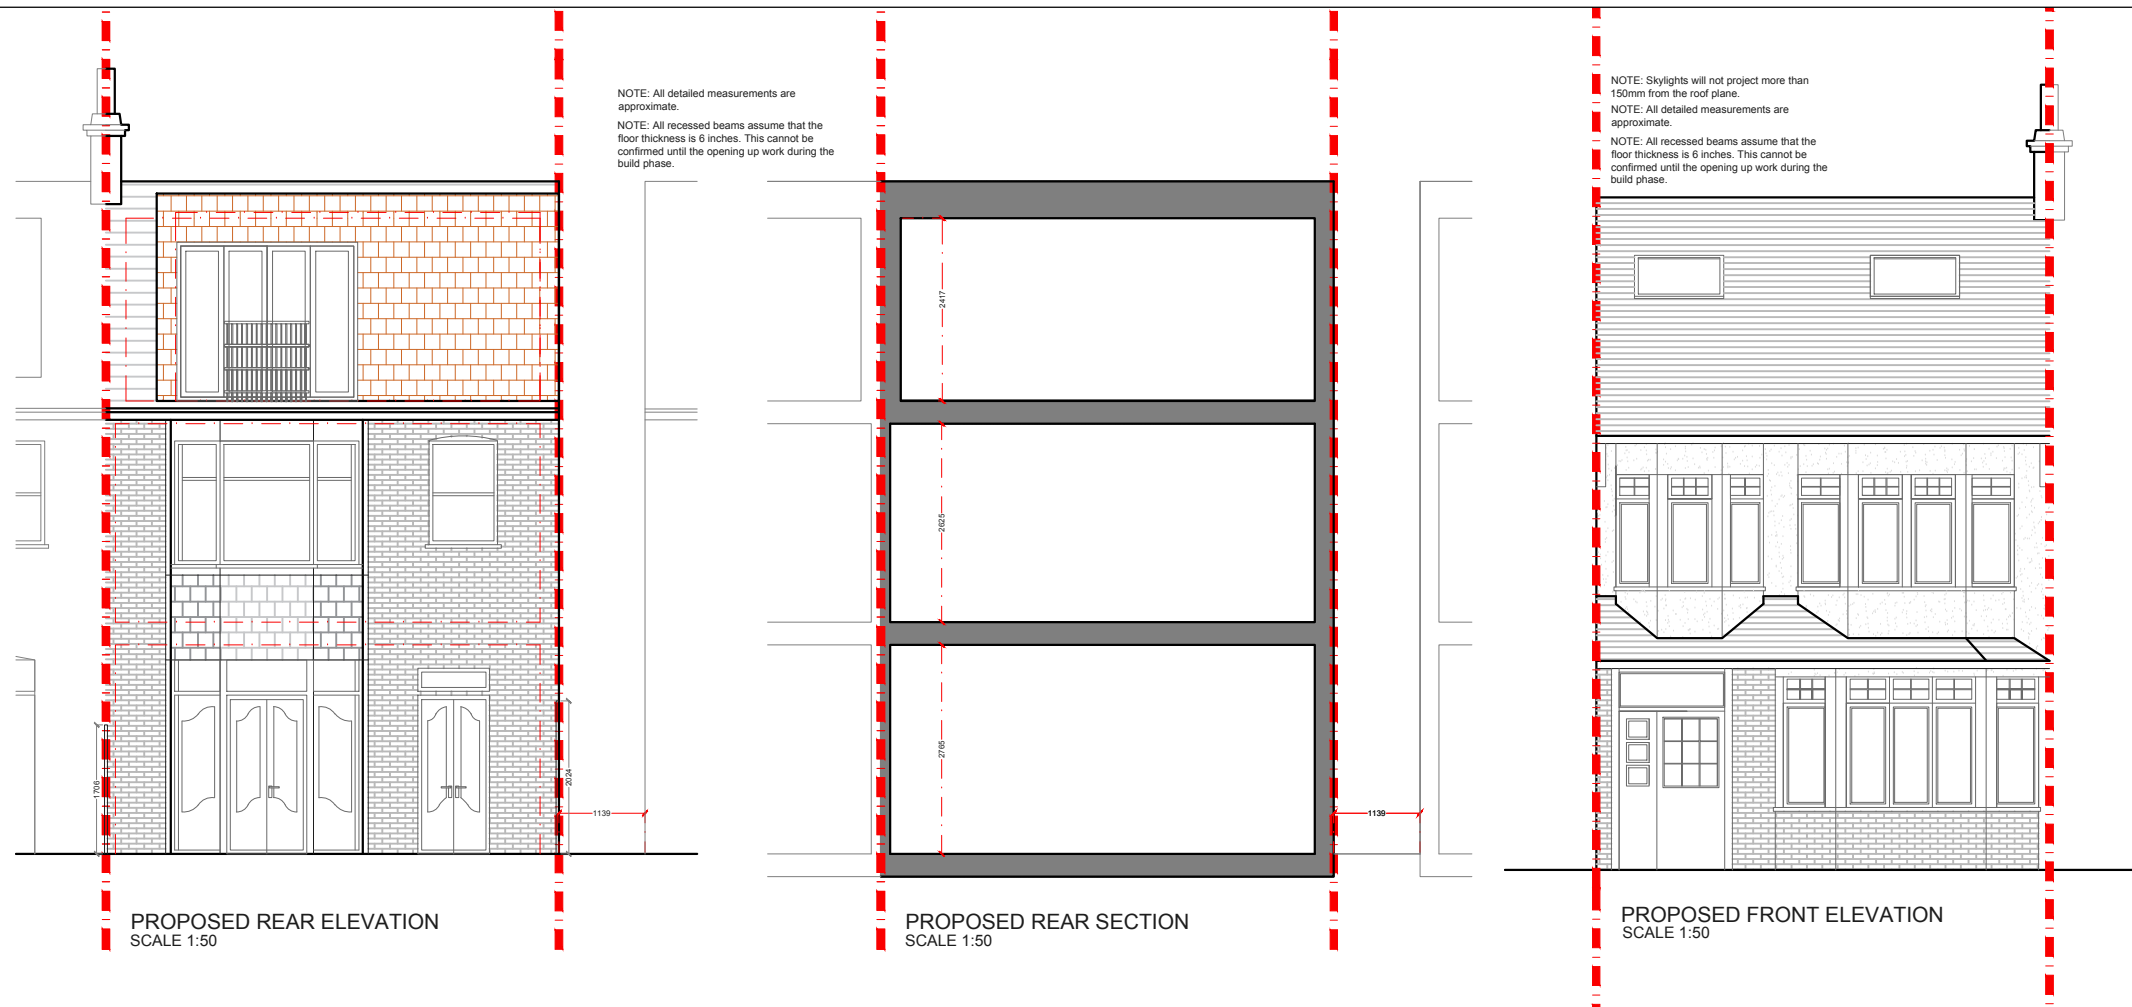 NOTE: All detailed measurements are
approximate.
NOTE: All recessed beams assume that the
floor thickness is 6 inches. This cannot be
confirmed until the opening up work during the
build phase.
NOTE: Skylights will not project more than
150mm from the roof plane.
NOTE: All detailed measurements are
approximate.
NOTE: All recessed beams assume that the
floor thickness is 6 inches. This cannot be
confirmed until the opening up work during the
build phase.
2417
2625
2765
1706
2024
1139
1139
PROPOSED REAR ELEVATION
SCALE 1:50
PROPOSED REAR SECTION
SCALE 1:50
PROPOSED FRONT ELEVATION
SCALE 1:50